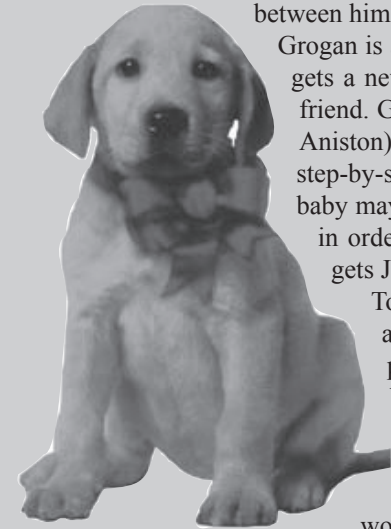 between him
Grogan is
gets a ne
friend. G
Aniston)
step-by-s
baby may
in orde
gets J
To
a
wo